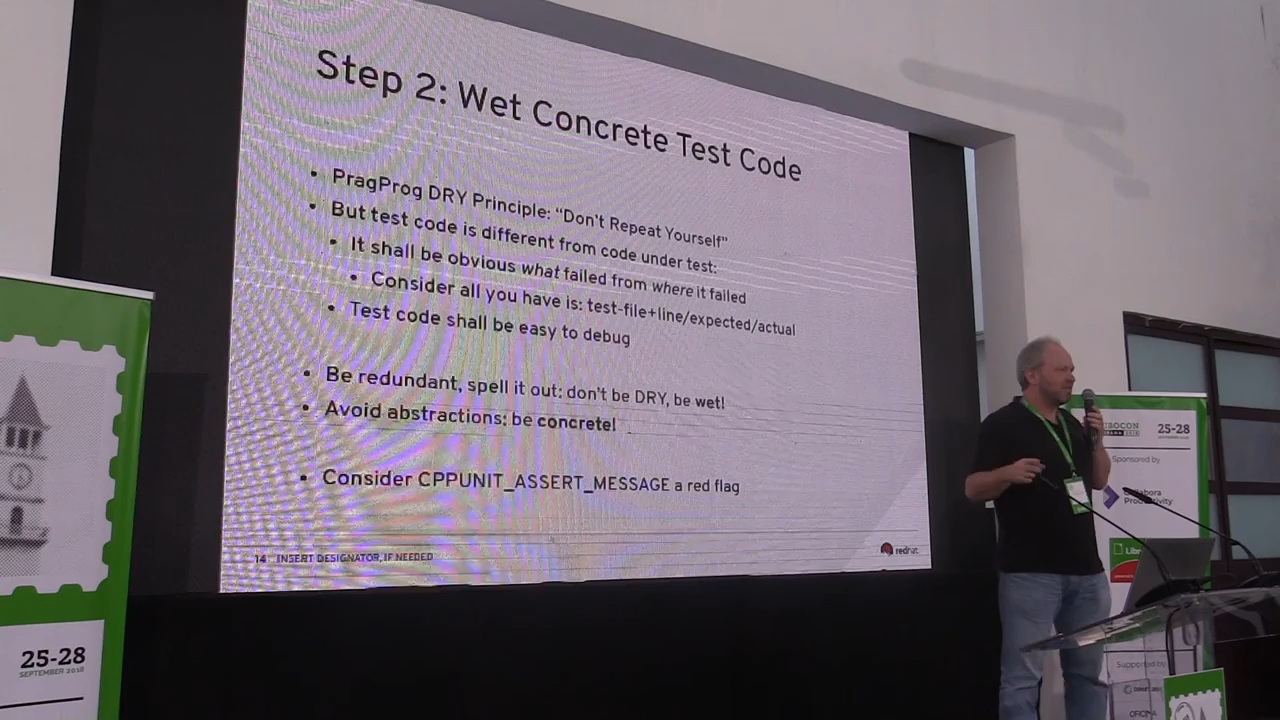 Step 2: Wet Concrete Test Code
• PragProg DRY Principle: “Don't Repeat Yourself”
• But test code is different from code under test:
• It shall be obvious what failed from where it failed
• Consider all you have is: test-file+line/expected/actual
• Test code shall be easy to debug
• Be redundant, spell it out: don't be DRY, be wet!
• Avoid abstractions: be concrete!
• Consider CPPUNIT_ASSERT_MESSAGE a red flag
14 INSERT DESIGNATOR, IF NEEDED
redhat
25-28
SEPTEMBER 2018
25-28
Sponsored by
Productivity
Supported by